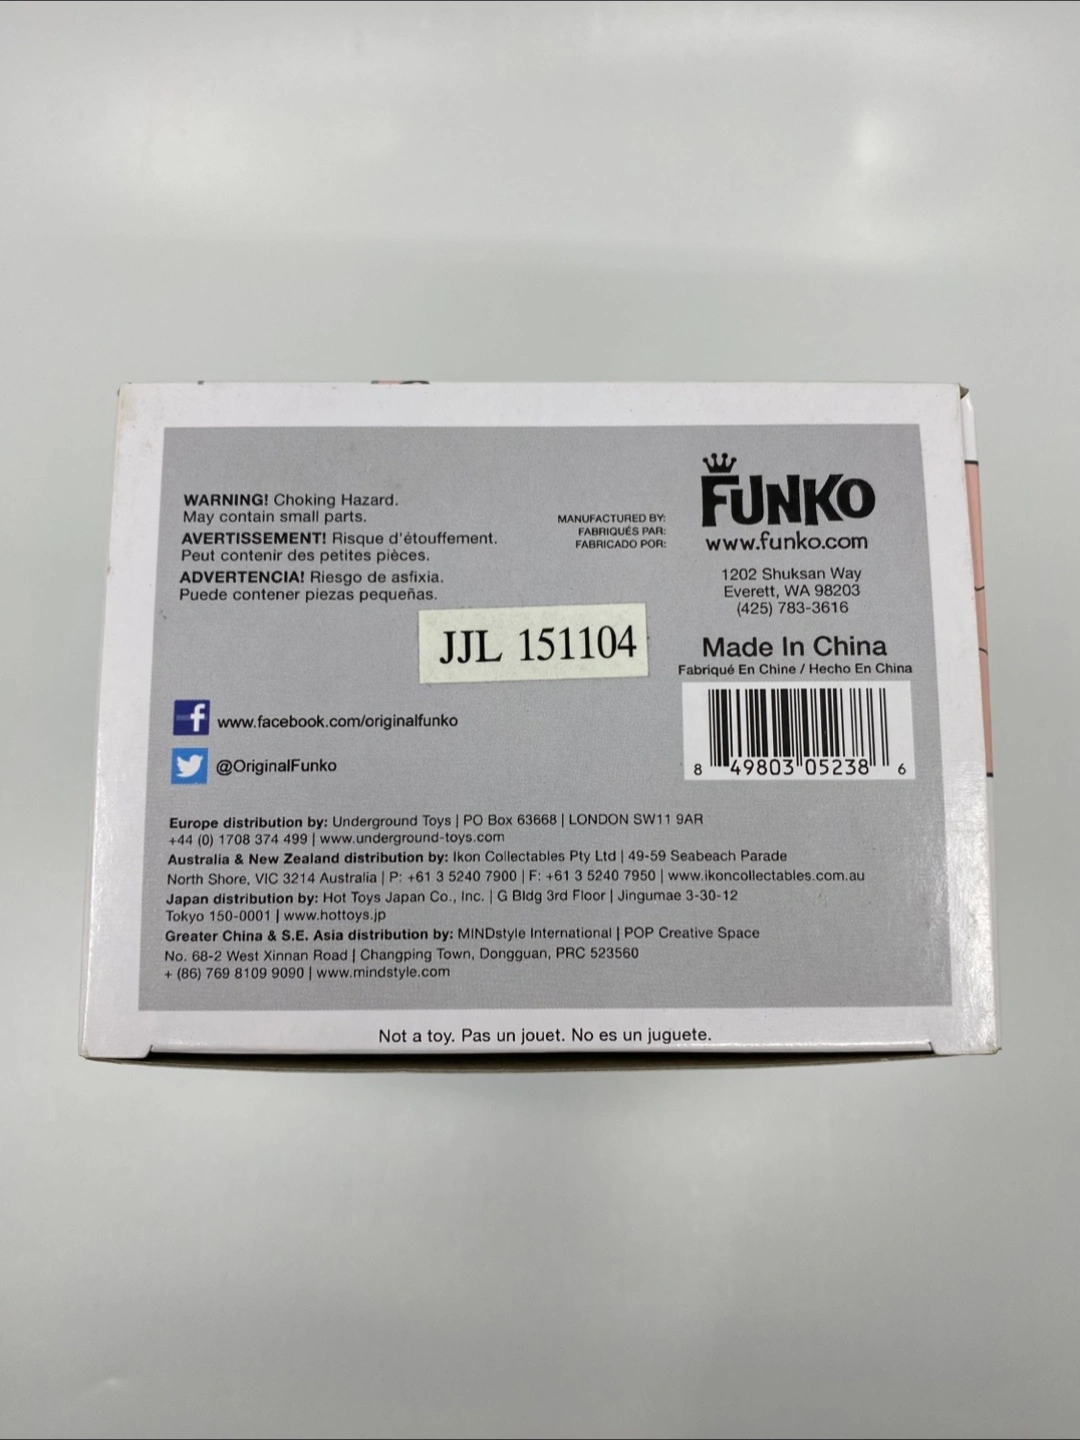 WARNING! Choking Hazard.
May contain small parts.
AVERTISSEMENT! Risque d'étouffement.
Peut contenir des petites pièces.
ADVERTENCIA! Riesgo de asfixia.
Puede contener piezas pequeñas.
MANUFACTURED BY:
FABRIQUÉS PAR:
FABRICADO POR:
FUNKO
www.funko.com
1202 Shuksan Way
Everett, WA 98203
(425) 783-3616
Made In China
Fabriqué En Chine / Hecho En China
JJL 151104
f www.facebook.com/originalfunko
@OriginalFunko
8 49803 05238 6
Europe distribution by: Underground Toys | PO Box 63668 | LONDON SW11 9AR
+44 (0) 1708 374 499 | www.underground-toys.com
Australia & New Zealand distribution by: Ikon Collectables Pty Ltd | 49-59 Seabeach Parade
North Shore, VIC 3214 Australia | P: +61 3 5240 7900 | F: +61 3 5240 7950 | www.ikoncollectables.com.au
Japan distribution by: Hot Toys Japan Co., Inc. | G Bldg 3rd Floor | Jingumae 3-30-12
Tokyo 150-0001 | www.hottoys.jp
Greater China & S.E. Asia distribution by: MINDstyle International | POP Creative Space
No. 68-2 West Xinnan Road | Changping Town, Dongguan, PRC 523560
+ (86) 769 8109 9090 | www.mindstyle.com
Not a toy. Pas un jouet. No es un juguete.